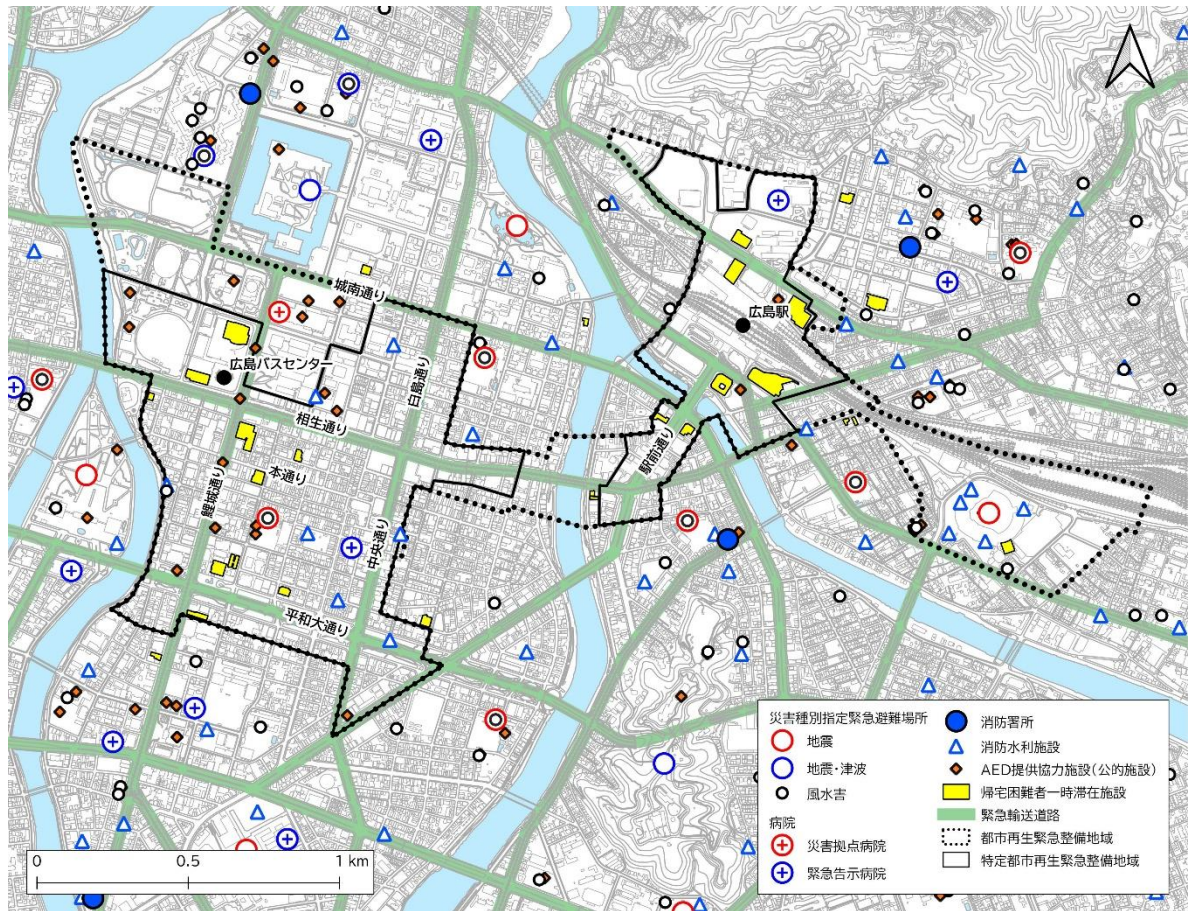 城南通り
広島駅
広島バスセンター
白島通り
相生通り
駅前通り
本通り
鯉城通り
中央通り
平和大通り
災害種別指定緊急避難場所
地震
地震・津波
風水吉
病院
災害拠点病院
緊急告示病院
消防署所
消防水利施設
AED提供協力施設(公的施設)
帰宅困難者一時滞在施設
緊急輸送道路
都市再生緊急整備地域
特定都市再生緊急整備地域
0 0.5 1 km